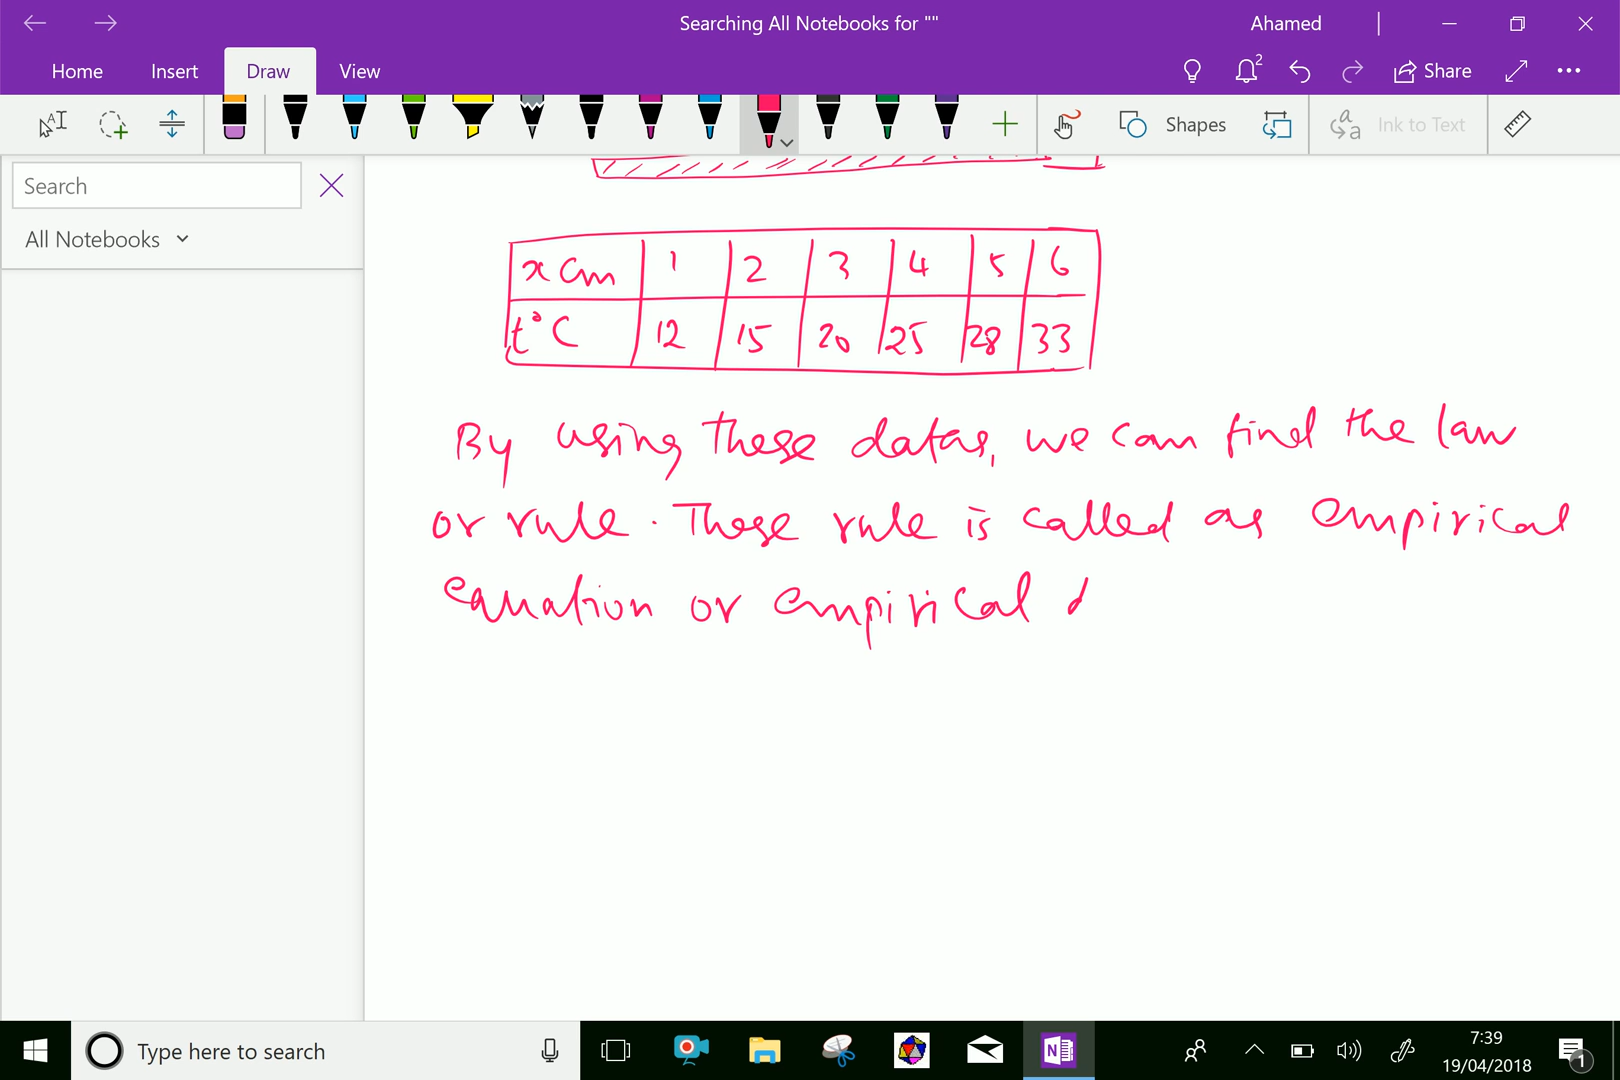 Searching All Notebooks for ""
Ahamed
Home Insert Draw View
2
Share
Shapes
Ink to Text
Search
All Notebooks
x cm 1 2 3 4 5 6
t°C 12 15 20 25 28 33
By using these datas, we can find the law
or rule. These rule is called as empirical
equation or empirical
Type here to search
7:39
19/04/2018
1